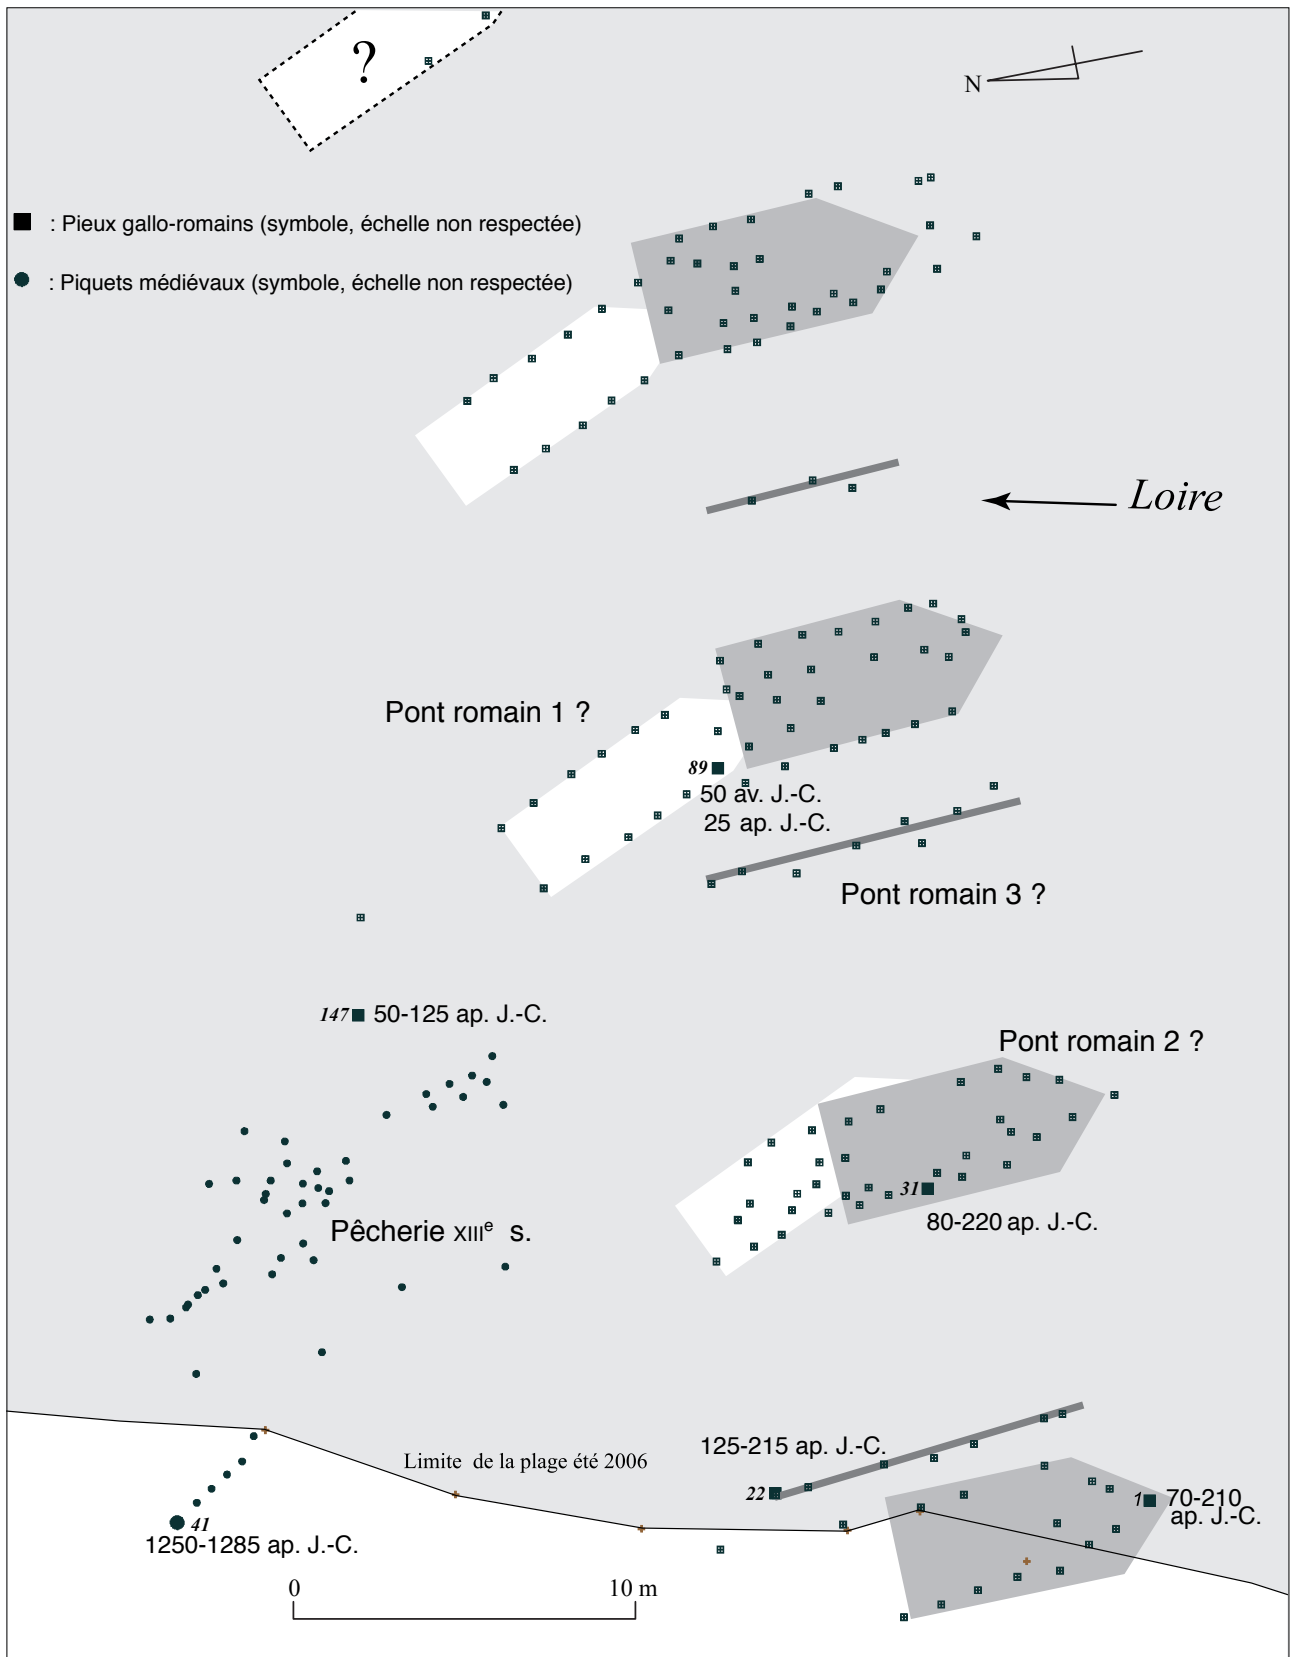 ?
N
: Pieux gallo-romains (symbole, échelle non respectée)
: Piquets médiévaux (symbole, échelle non respectée)
Loire
Pont romain 1 ?
89
50 av. J.-C.
25 ap. J.-C.
Pont romain 3 ?
147 50-125 ap. J.-C.
Pont romain 2 ?
31
80-220 ap. J.-C.
Pêcherie XIIIᵉ s.
125-215 ap. J.-C.
Limite de la plage été 2006
22
1 70-210
ap. J.-C.
41
1250-1285 ap. J.-C.
0 10 m